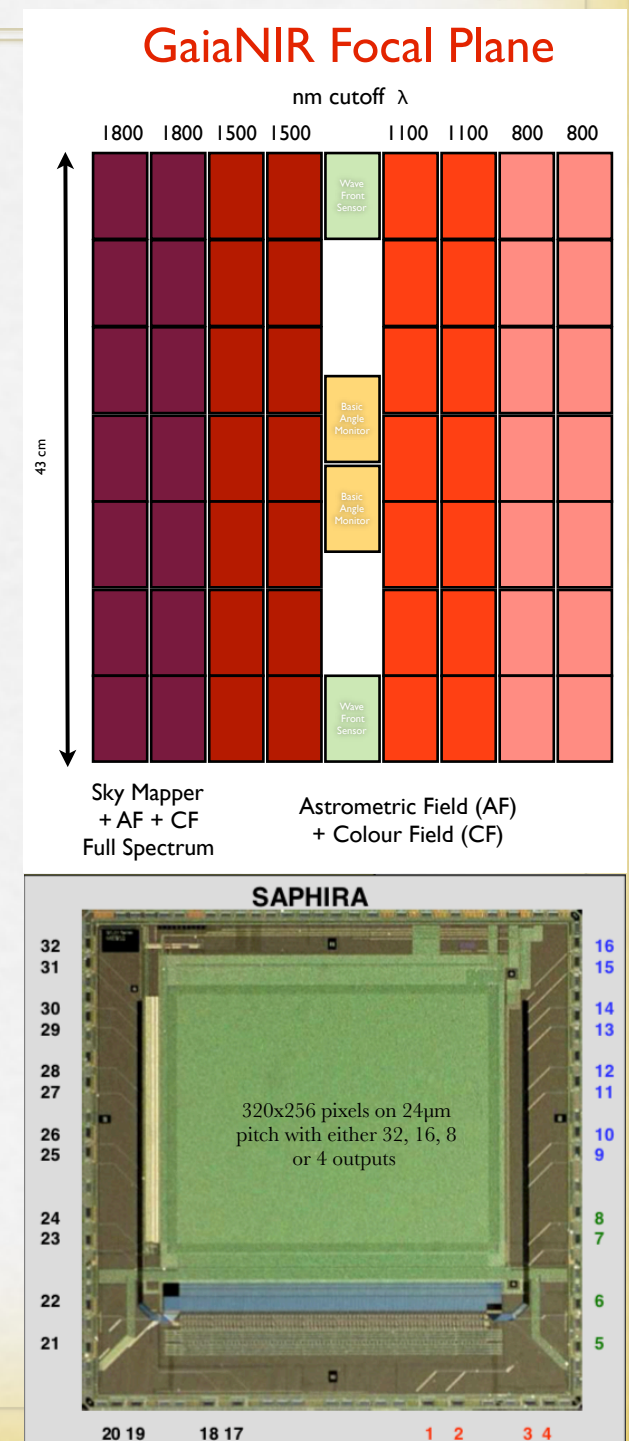 GaiaNIR Focal Plane
nm cutoff λ
1800 1800 1500 1500 1100 1100 800 800
Wave
Front
Sensor
43 cm
Basic
Angle
Monitor
Basic
Angle
Monitor
Wave
Front
Sensor
Sky Mapper
+ AF + CF
Full Spectrum
Astrometric Field (AF)
+ Colour Field (CF)
SAPHIRA
32 16
31 15
30 14
29 13
28 12
27 11
320x256 pixels on 24µm
pitch with either 32, 16, 8
or 4 outputs
26 10
25 9
24 8
23 7
22 6
21 5
20 19 18 17 1 2 3 4